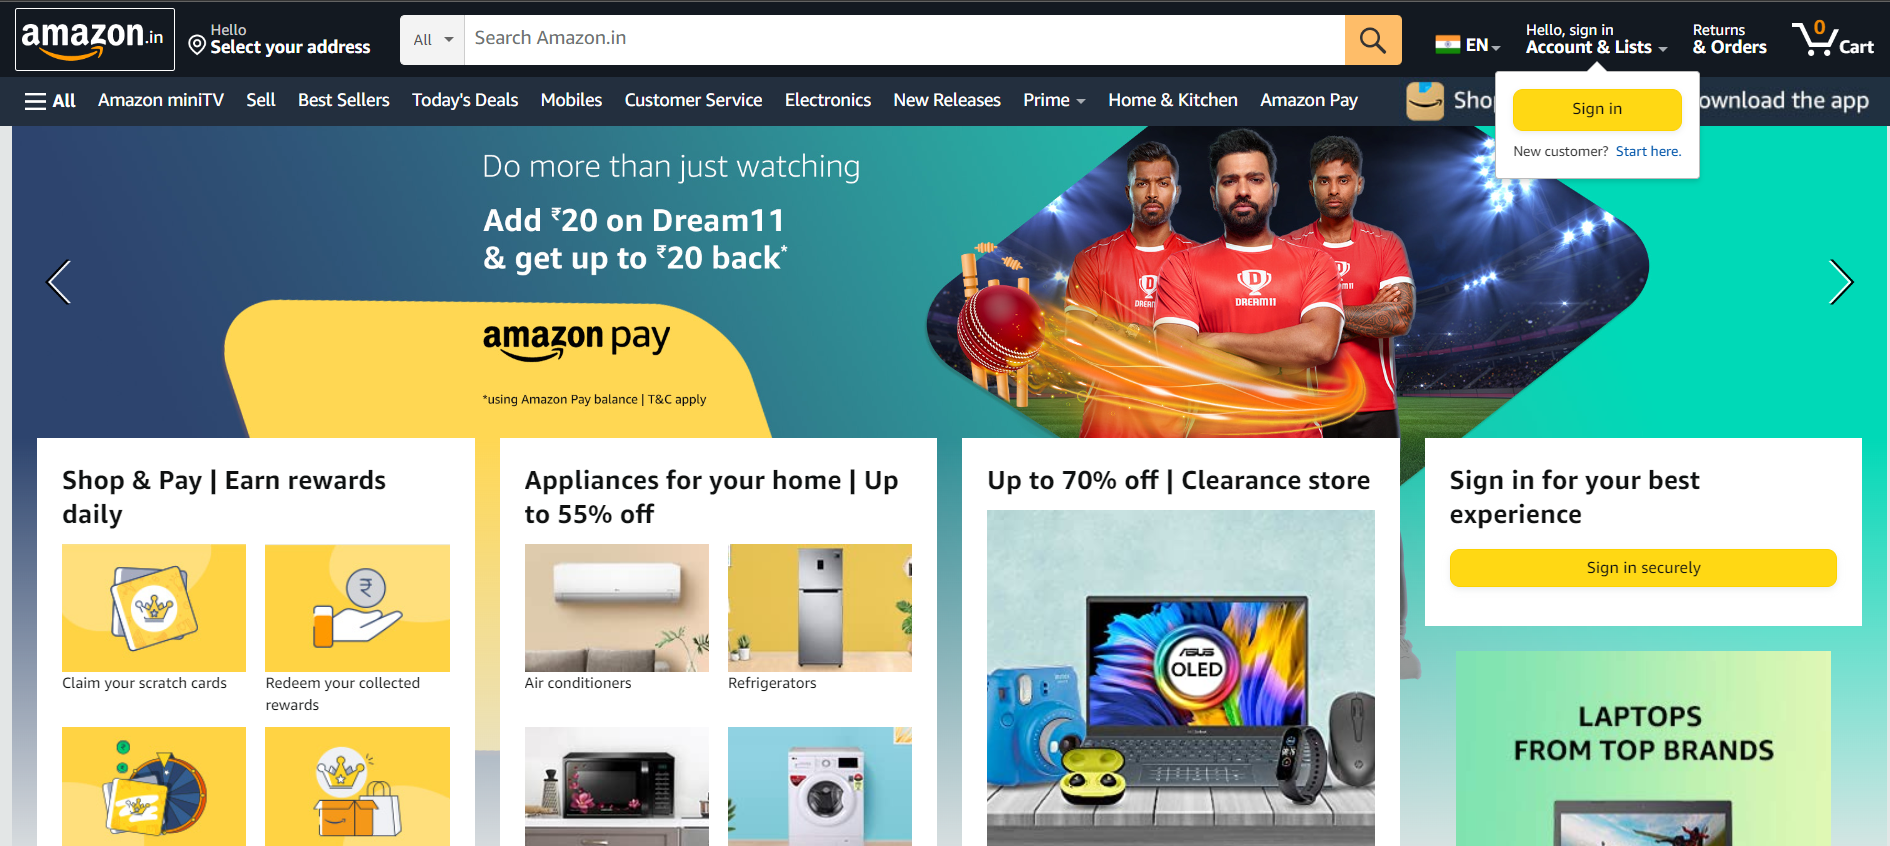 amazon.in
Hello
Select your address
All
Search Amazon.in
EN
Hello, sign in
Account & Lists
Returns
& Orders
0
Cart
All
Amazon miniTV
Sell
Best Sellers
Today's Deals
Mobiles
Customer Service
Electronics
New Releases
Prime
Home & Kitchen
Amazon Pay
Sign in
New customer? Start here.
the app
Do more than just watching
Add ₹20 on Dream11
& get up to ₹20 back*
amazon pay
*using Amazon Pay balance | T&C apply
DREAM11
Shop & Pay | Earn rewards
daily
Claim your scratch cards
Redeem your collected
rewards
Appliances for your home | Up
to 55% off
Air conditioners
Refrigerators
Up to 70% off | Clearance store
ASUS
OLED
Sign in for your best
experience
Sign in securely
LAPTOPS
FROM TOP BRANDS